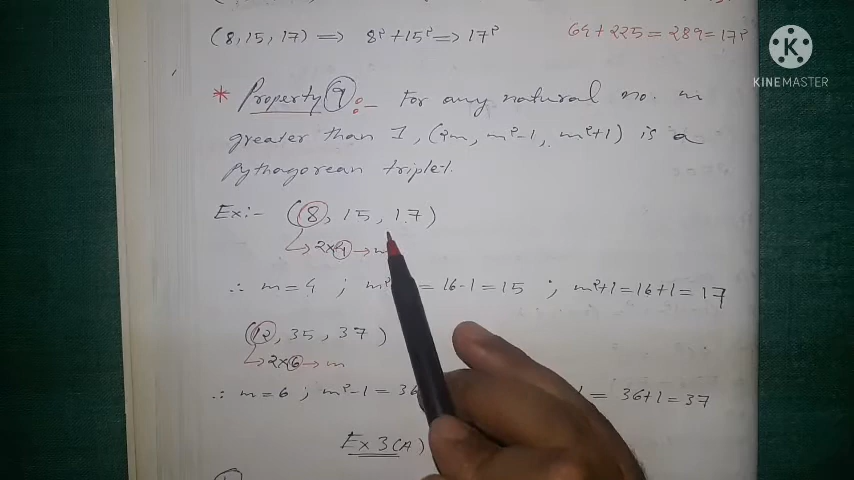 (8, 15, 17) ⟹ 8² + 15² ⟹ 17² 64 + 225 = 289 = 17²
KINEMASTER
* Property 9 :- For any natural no. m
greater than 1, (2m, m²-1, m²+1) is a
Pythagorean triplet.
Ex:- (8, 15, 17)
→ 2×4 → m
∴ m = 4 ; m² = 16-1 = 15 ; m²+1 = 16+1 = 17
(12, 35, 37)
→ 2×6 → m
∴ m = 6 ; m²-1 = 36 = 36+1 = 37
Ex 3(A)